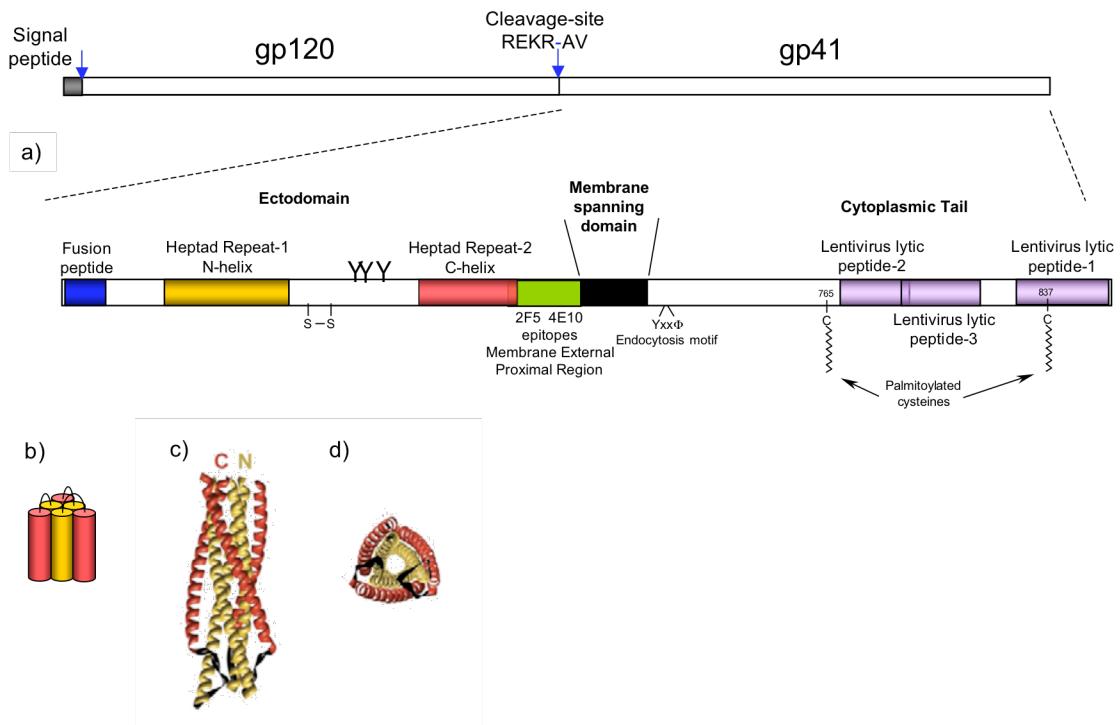 Signal
peptide
gp120
Cleavage-site
REKR-AV
gp41
a)
Ectodomain
Membrane
spanning
domain
Cytoplasmic Tail
Fusion
peptide
Heptad Repeat-1
N-helix
YYY
Heptad Repeat-2
C-helix
Lentivirus lytic
peptide-2
Lentivirus lytic
peptide-1
765
837
S–S
2F5 4E10
epitopes
Membrane External
Proximal Region
YxxΦ
Endocytosis motif
C
Lentivirus lytic
peptide-3
C
Palmitoylated
cysteines
b)
c)
C N
d)